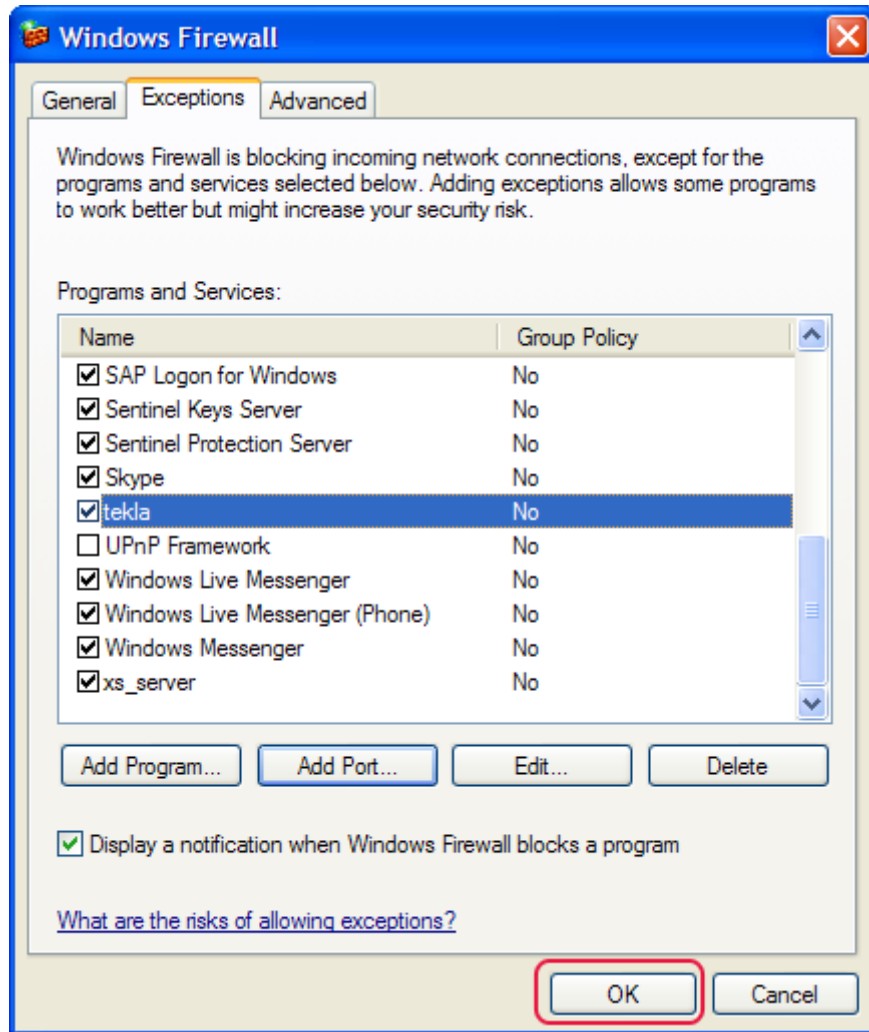 Windows Firewall
General Exceptions Advanced
Windows Firewall is blocking incoming network connections, except for the
programs and services selected below. Adding exceptions allows some programs
to work better but might increase your security risk.
Programs and Services:
Name Group Policy
SAP Logon for Windows No
Sentinel Keys Server No
Sentinel Protection Server No
Skype No
tekla No
UPnP Framework No
Windows Live Messenger No
Windows Live Messenger (Phone) No
Windows Messenger No
xs_server No
Add Program... Add Port... Edit... Delete
Display a notification when Windows Firewall blocks a program
What are the risks of allowing exceptions?
OK Cancel